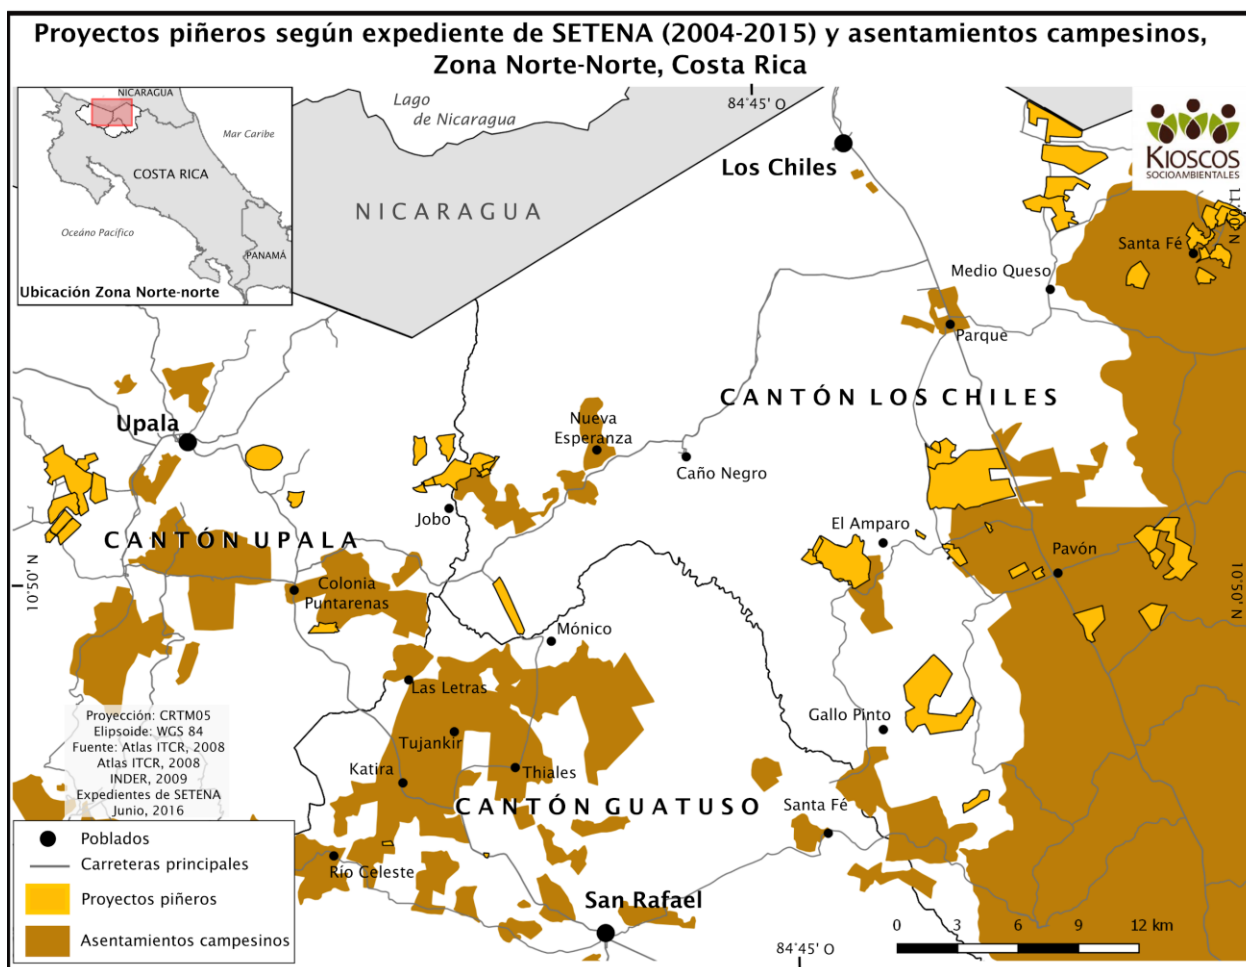 Proyectos piñeros según expediente de SETENA (2004-2015) y asentamientos campesinos,
Zona Norte-Norte, Costa Rica
NICARAGUA
Mar Caribe
COSTA RICA
Oceáno Pacífico
PANAMÁ
Ubicación Zona Norte-norte
Lago
de Nicaragua
84°45' O
KIOSCOS
SOCIOAMBIENTALES
Los Chiles
NICARAGUA
11°00' N
Santa Fé
Medio Queso
Parque
CANTÓN LOS CHILES
Upala
Nueva
Esperanza
Caño Negro
Jobo
El Amparo
CANTÓN UPALA
Pavón
10°50' N
10°50' N
Colonia
Puntarenas
Mónico
Las Letras
Gallo Pinto
Tujankir
Katira
Thiales
CANTÓN GUATUSO
Santa Fé
Río Celeste
San Rafael
Proyección: CRTM05
Elipsoide: WGS 84
Fuente: Atlas ITCR, 2008
Atlas ITCR, 2008
INDER, 2009
Expedientes de SETENA
Junio, 2016
Poblados
Carreteras principales
Proyectos piñeros
Asentamientos campesinos
0 3 6 9 12 km
84°45' O